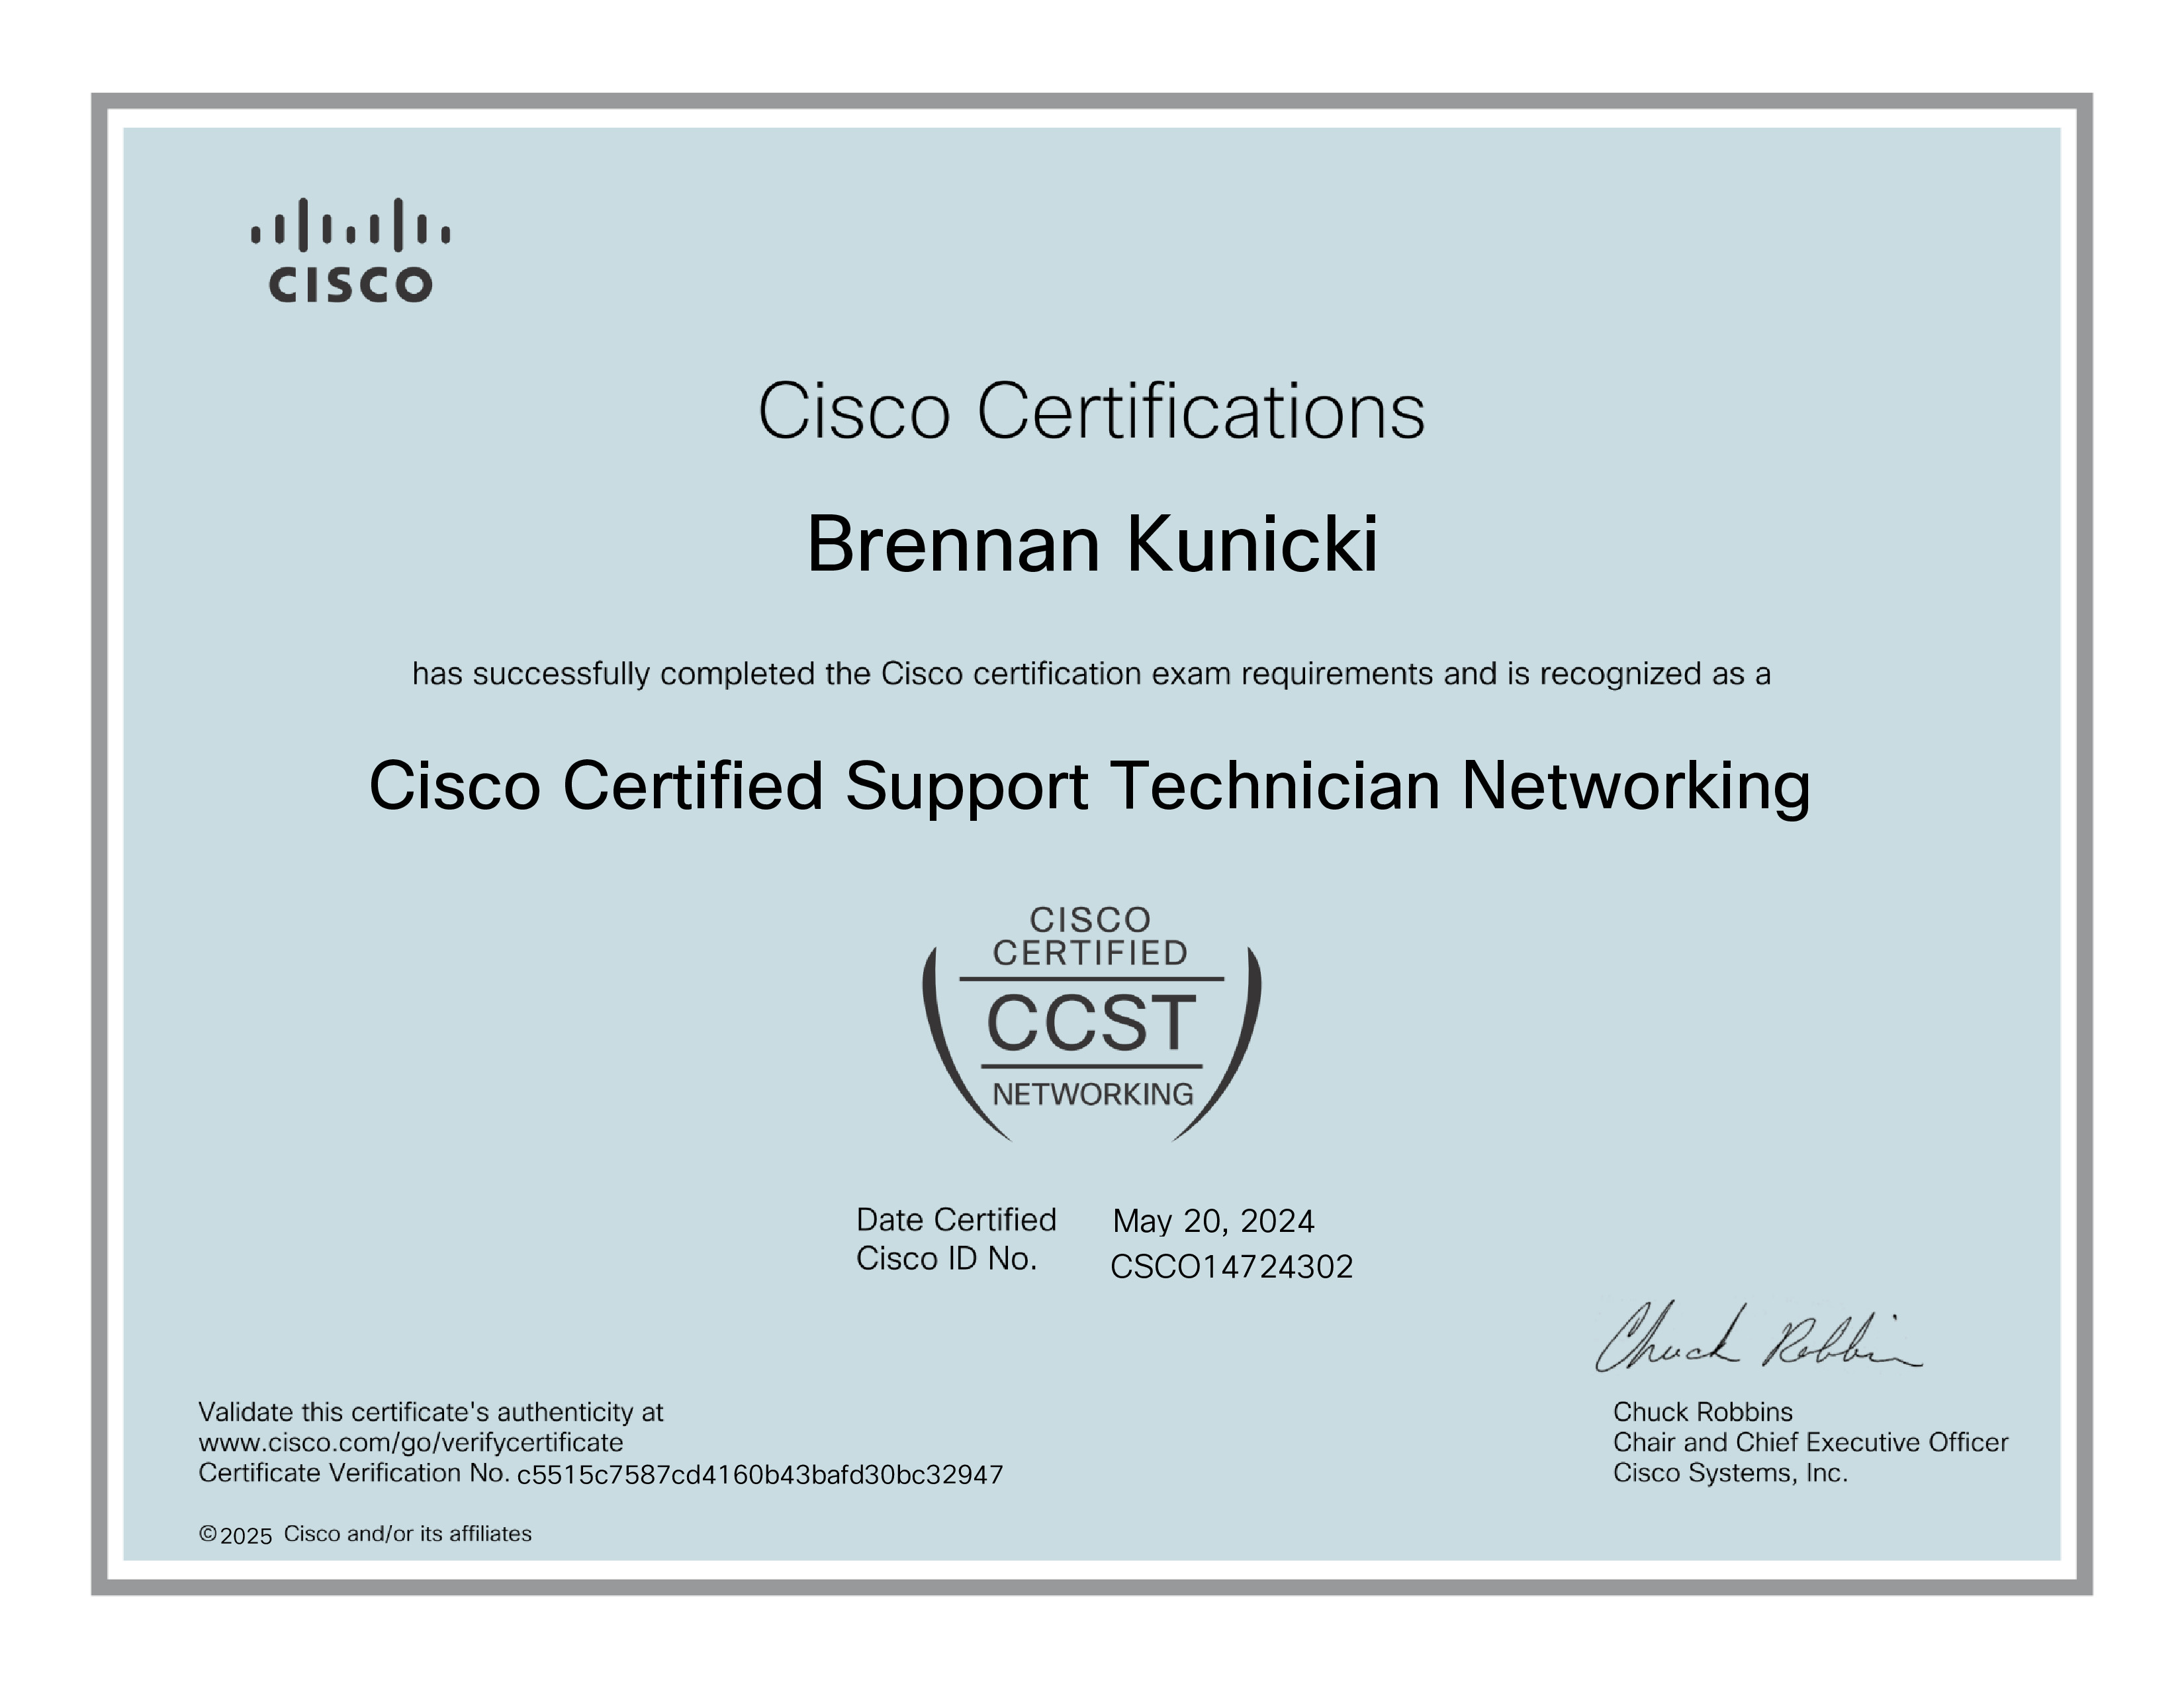 CISCO
Cisco Certifications
Brennan Kunicki
has successfully completed the Cisco certification exam requirements and is recognized as a
Cisco Certified Support Technician Networking
CISCO
CERTIFIED
CCST
NETWORKING
Date Certified May 20, 2024
Cisco ID No. CSCO14724302
Chuck Robbins
Validate this certificate's authenticity at
www.cisco.com/go/verifycertificate
Certificate Verification No. c5515c7587cd4160b43bafd30bc32947
Chuck Robbins
Chair and Chief Executive Officer
Cisco Systems, Inc.
©2025 Cisco and/or its affiliates